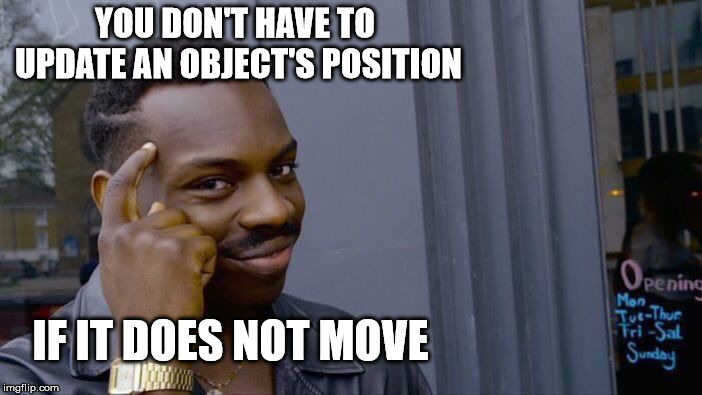 YOU DON'T HAVE TO
UPDATE AN OBJECT'S POSITION
IF IT DOES NOT MOVE
Opening
Mon
Tue-Thur
Fri-Sat
Sunday
imgflip.com